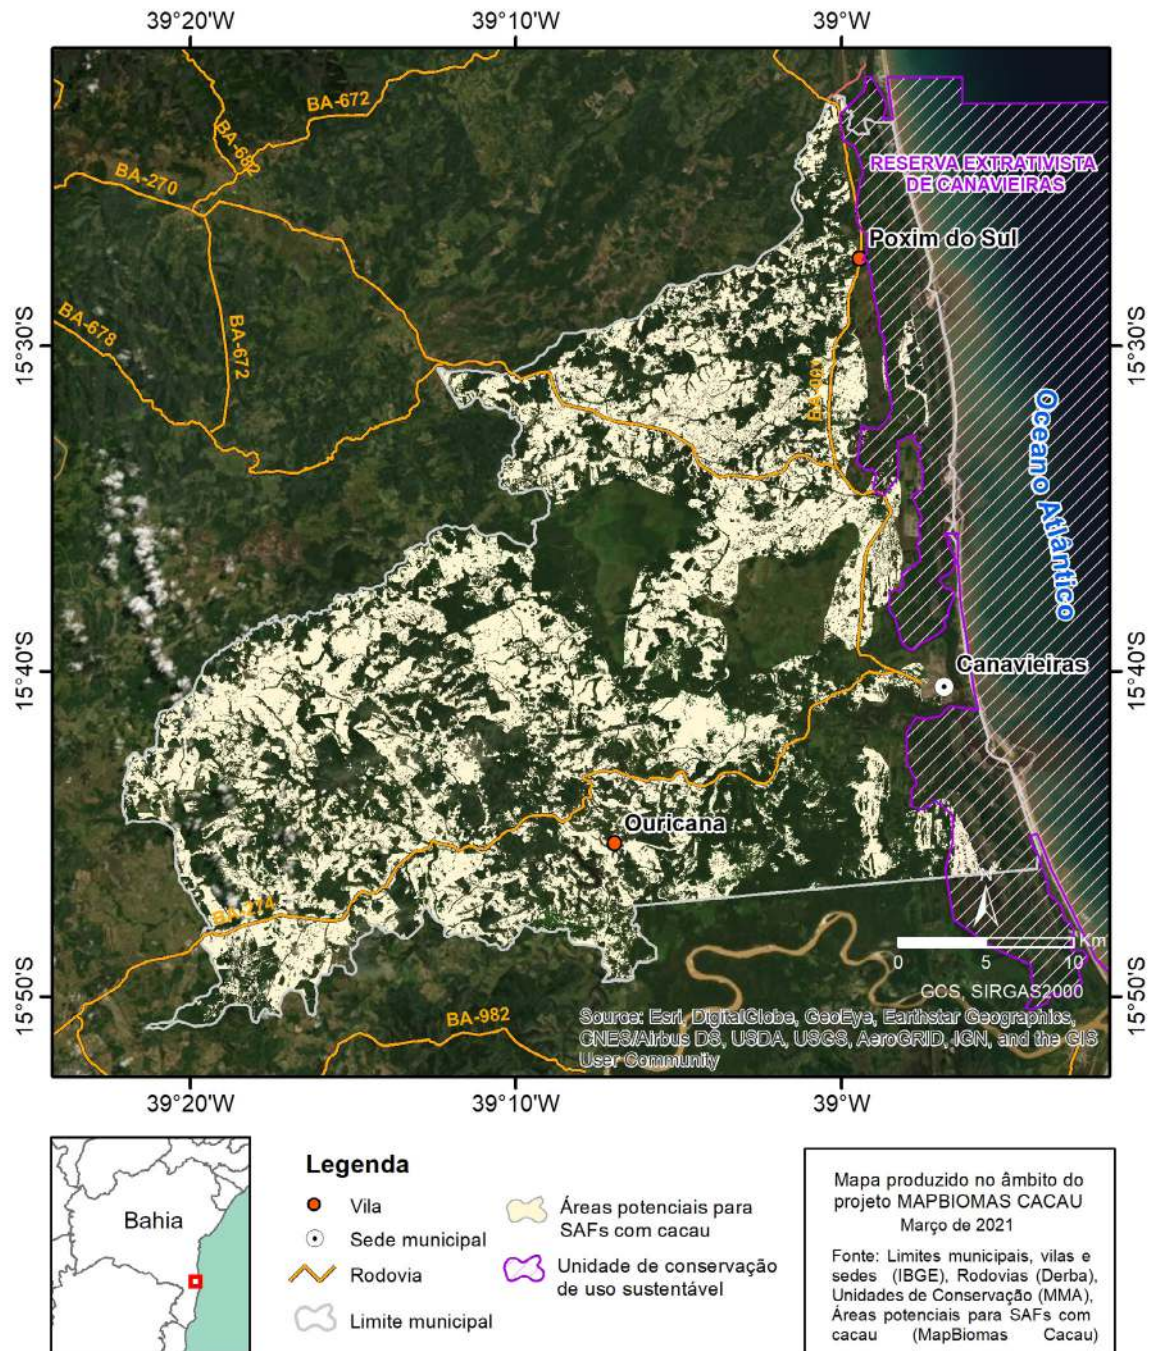 39°20'W
39°10'W
39°W
BA-672
BA-682
BA-270
RESERVA EXTRATIVISTA
DE CANAVIEIRAS
Poxim do Sul
15°30'S
15°30'S
BA-678
BA-672
Oceano Atlântico
15°40'S
15°40'S
Canavieiras
Ouricana
BA-274
N
Km
0 5 10
15°50'S
15°50'S
GCS, SIRGAS2000
BA-982
Source: Esri, DigitalGlobe, GeoEye, Earthstar Geographics,
CNES/Airbus DS, USDA, USGS, AeroGRID, IGN, and the GIS
User Community
39°20'W
39°10'W
39°W
Bahia
Legenda
Vila
Sede municipal
Rodovia
Limite municipal
Áreas potenciais para
SAFs com cacau
Unidade de conservação
de uso sustentável
Mapa produzido no âmbito do
projeto MAPBIOMAS CACAU
Março de 2021
Fonte: Limites municipais, vilas e
sedes (IBGE), Rodovias (Derba),
Unidades de Conservação (MMA),
Áreas potenciais para SAFs com
cacau (MapBiomas Cacau)